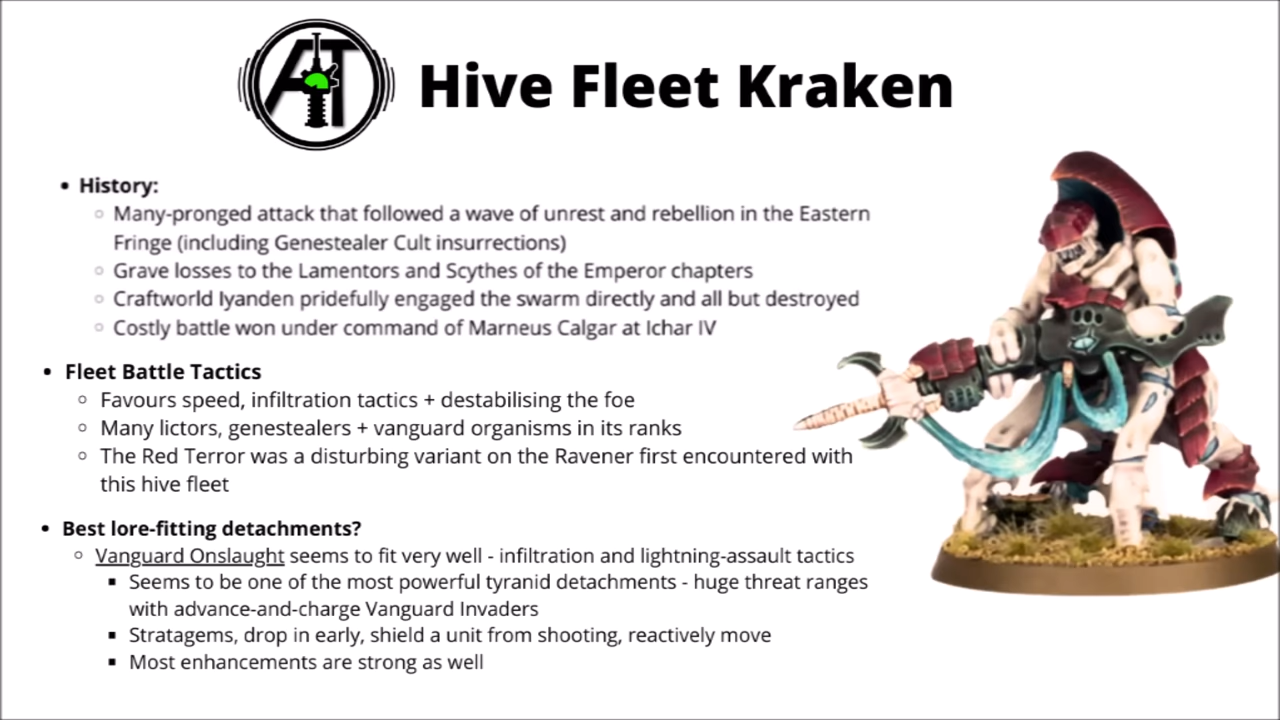 AT
Hive Fleet Kraken
• History:
○ Many-pronged attack that followed a wave of unrest and rebellion in the Eastern
Fringe (including Genestealer Cult insurrections)
○ Grave losses to the Lamentors and Scythes of the Emperor chapters
○ Craftworld Iyanden pridefully engaged the swarm directly and all but destroyed
○ Costly battle won under command of Marneus Calgar at Ichar IV
• Fleet Battle Tactics
○ Favours speed, infiltration tactics + destabilising the foe
○ Many lictors, genestealers + vanguard organisms in its ranks
○ The Red Terror was a disturbing variant on the Ravener first encountered with
this hive fleet
• Best lore-fitting detachments?
○ Vanguard Onslaught seems to fit very well - infiltration and lightning-assault tactics
▪ Seems to be one of the most powerful tyranid detachments - huge threat ranges
with advance-and-charge Vanguard Invaders
▪ Stratagems, drop in early, shield a unit from shooting, reactively move
▪ Most enhancements are strong as well